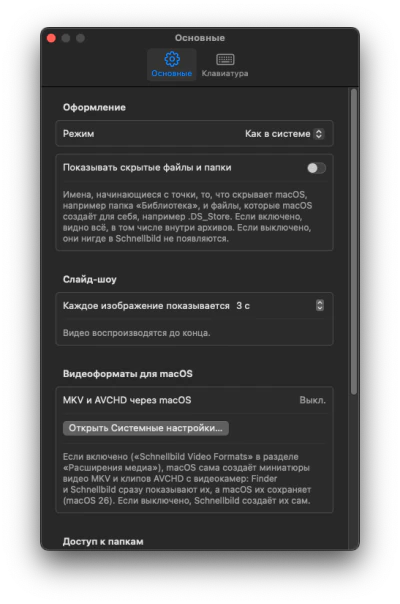 Основные
Основные
Клавиатура
Оформление
Режим
Как в системе
Показывать скрытые файлы и папки
Имена, начинающиеся с точки, то, что скрывает macOS,
например папка «Библиотека», и файлы, которые macOS
создаёт для себя, например .DS_Store. Если включено,
видно всё, в том числе внутри архивов. Если выключено,
они нигде в Schnellbild не появляются.
Слайд-шоу
Каждое изображение показывается 3 с
Видео воспроизводятся до конца.
Видеоформаты для macOS
MKV и AVCHD через macOS
Выкл.
Открыть Системные настройки...
Если включено («Schnellbild Video Formats» в разделе
«Расширения медиа»), macOS сама создаёт миниатюры
видео MKV и клипов AVCHD с видеокамер: Finder
и Schnellbild сразу показывают их, а macOS их сохраняет
(macOS 26). Если выключено, Schnellbild создаёт их сам.
Доступ к папкам